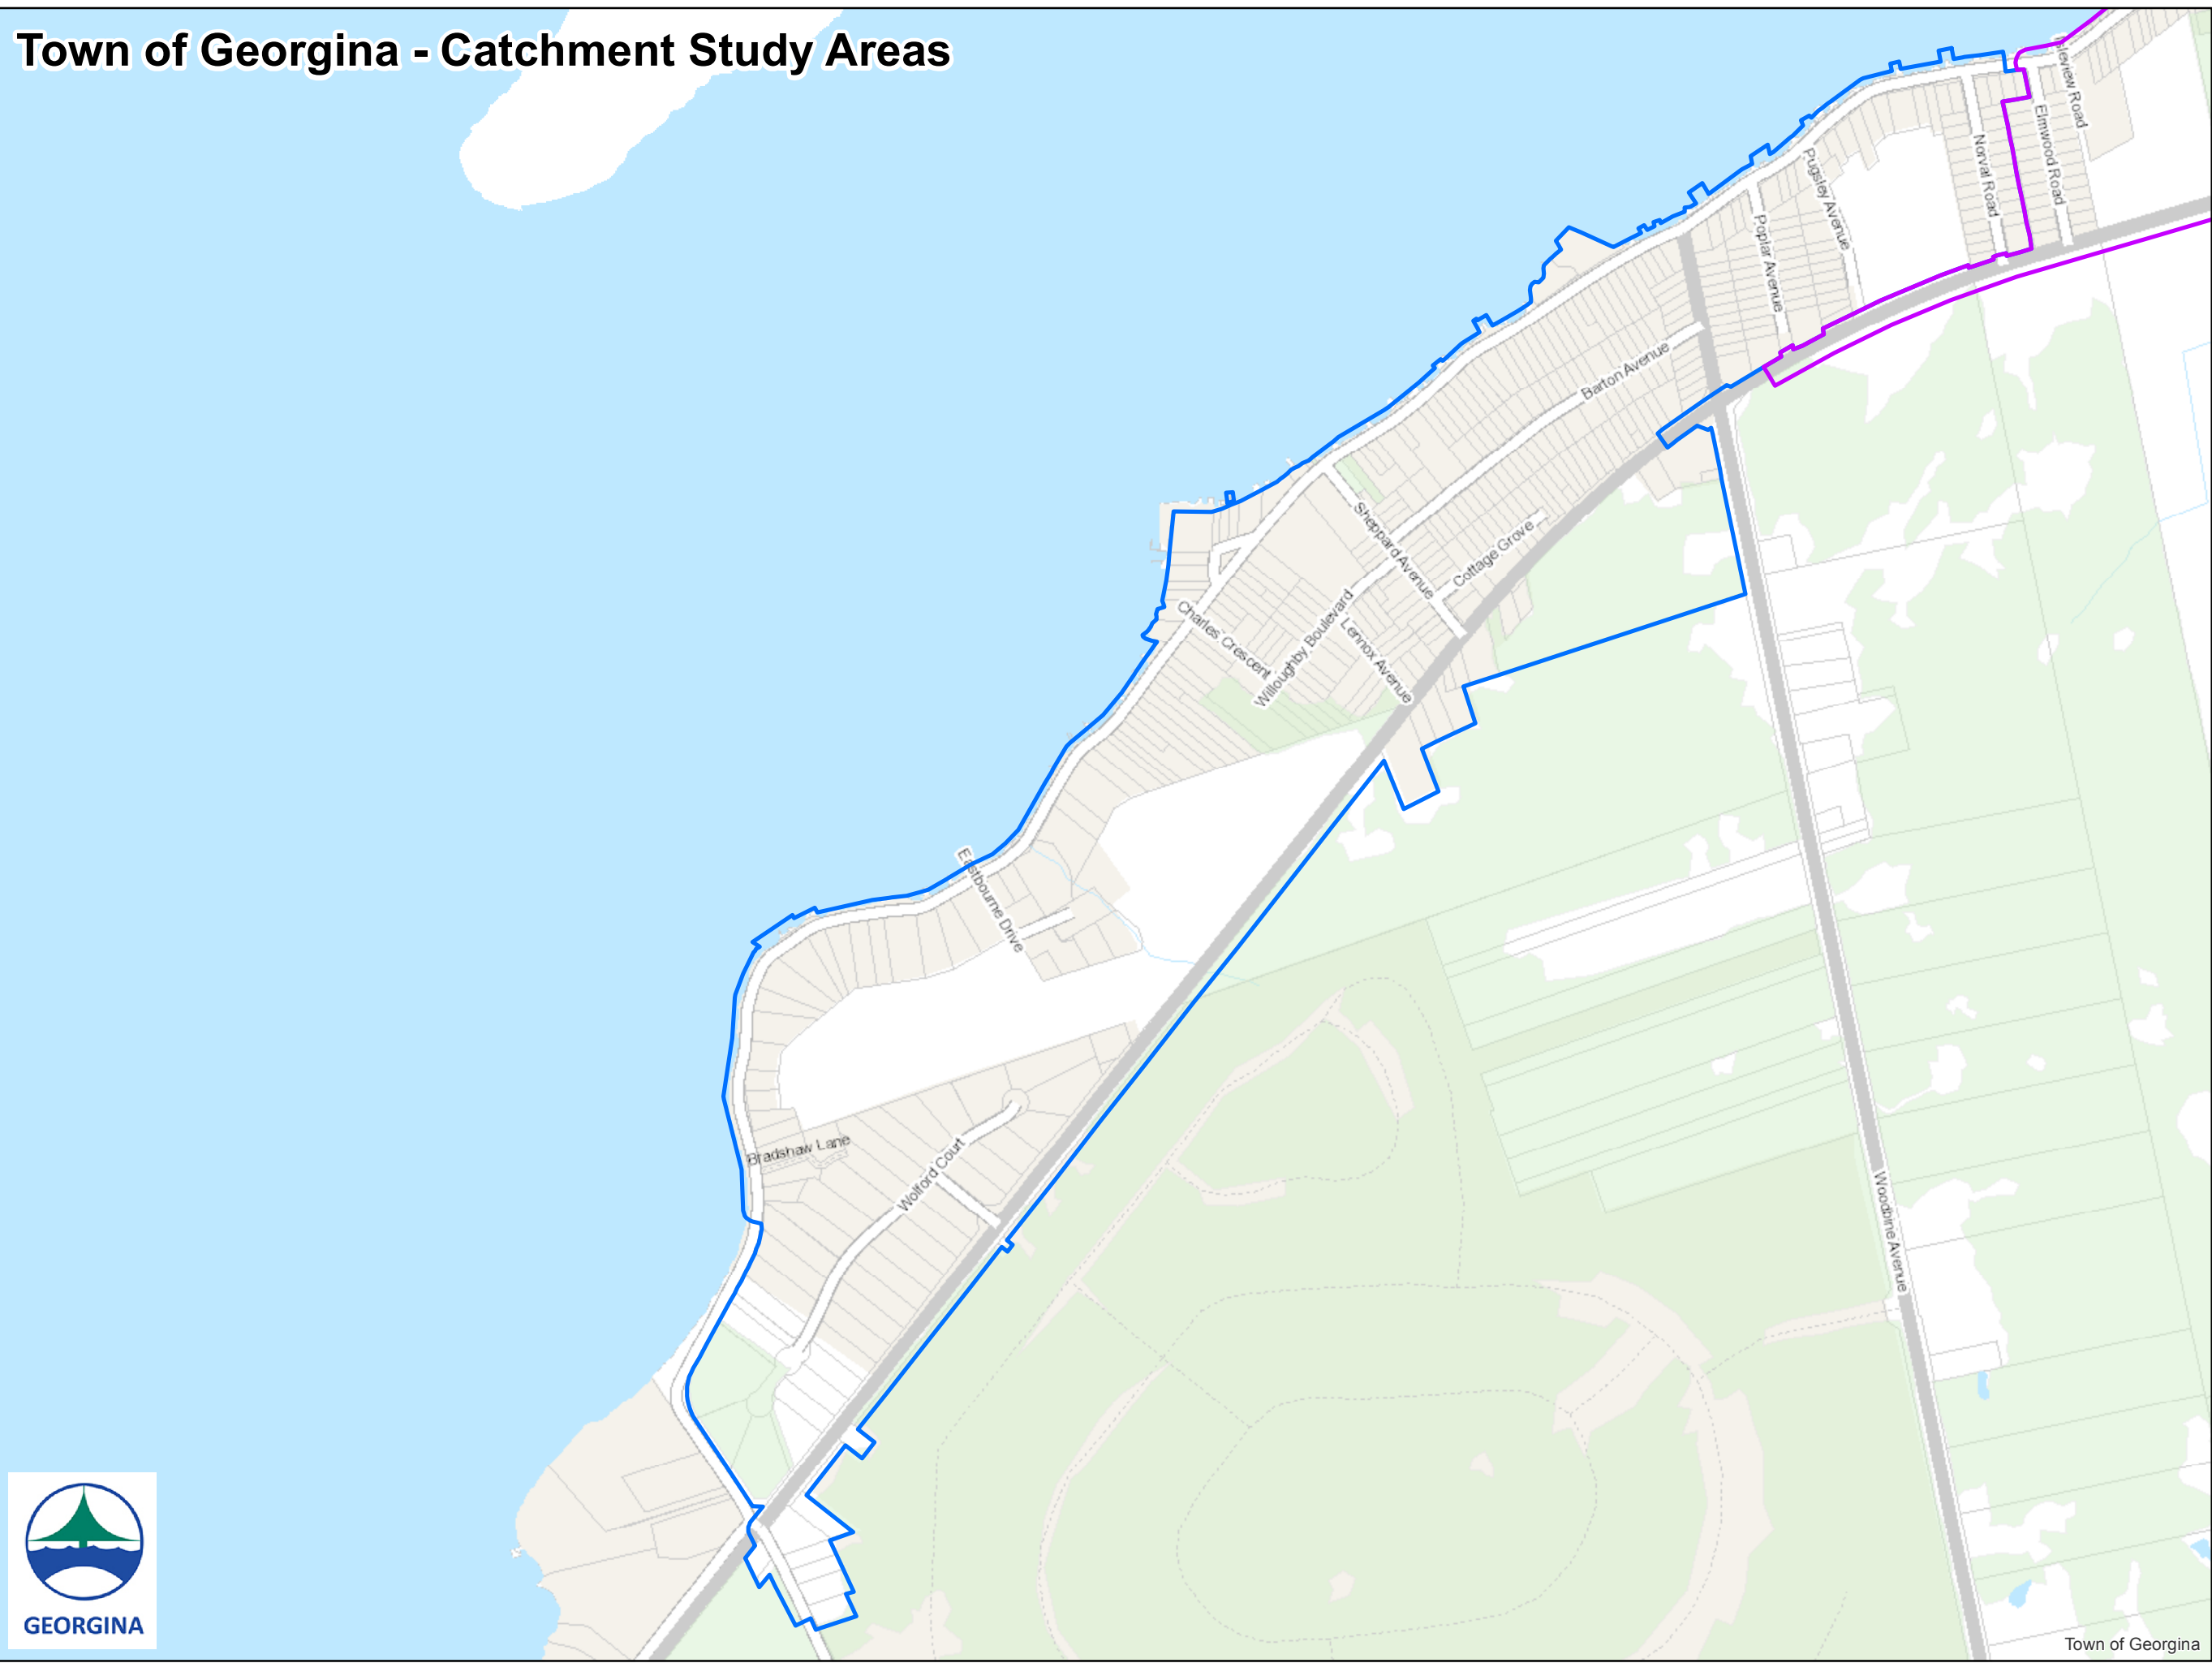 Town of Georgina - Catchment Study Areas
Isleview Road
Elmwood Road
Norval Road
Pugsley Avenue
Poplar Avenue
Barton Avenue
Sheppard Avenue
Cottage Grove
Charles Crescent
Willoughby Boulevard
Lennox Avenue
Eastbourne Drive
Bradshaw Lane
Wolford Court
Woodbine Avenue
GEORGINA
Town of Georgina